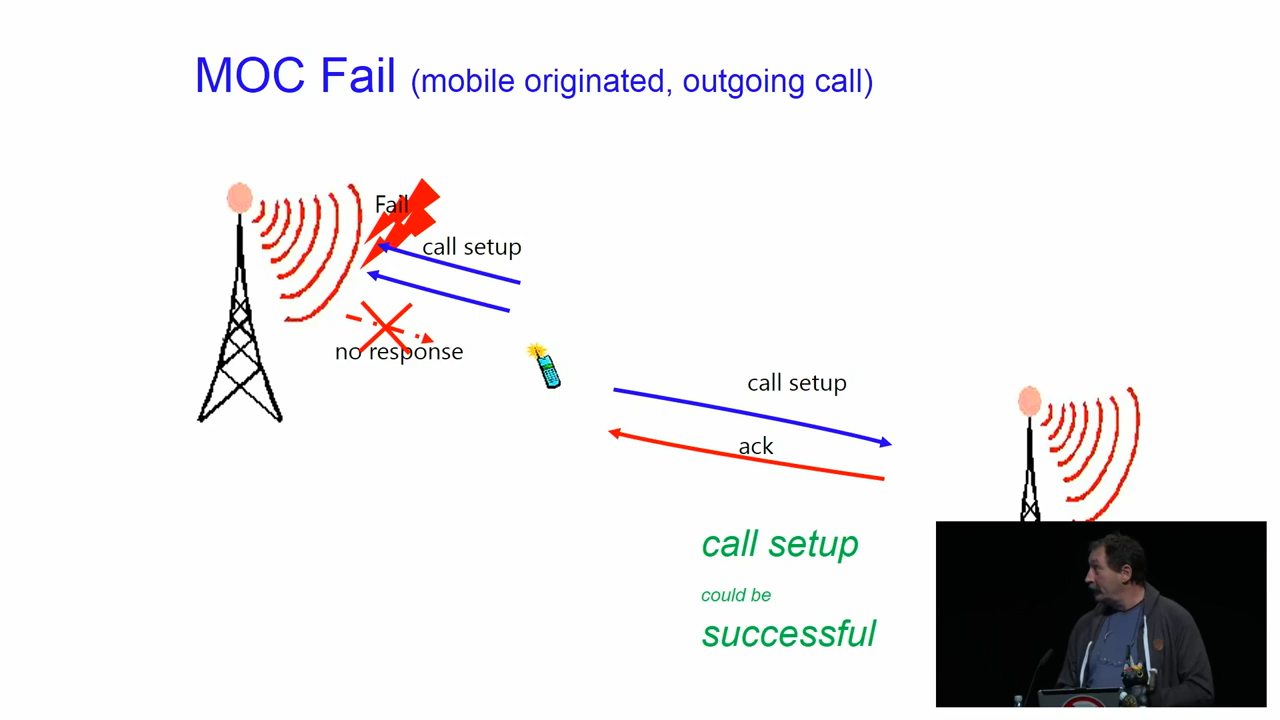 MOC Fail (mobile originated, outgoing call)
Fail
call setup
no response
call setup
ack
call setup
could be
successful